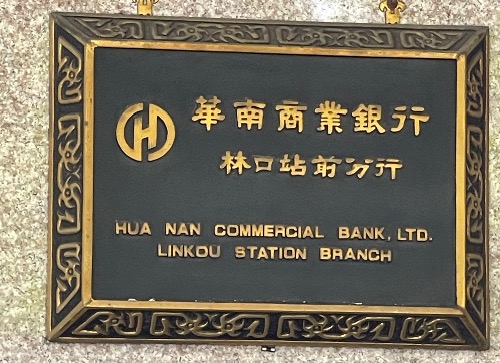 華南商業銀行
林口站前分行
HUA NAN COMMERCIAL BANK, LTD.
LINKOU STATION BRANCH